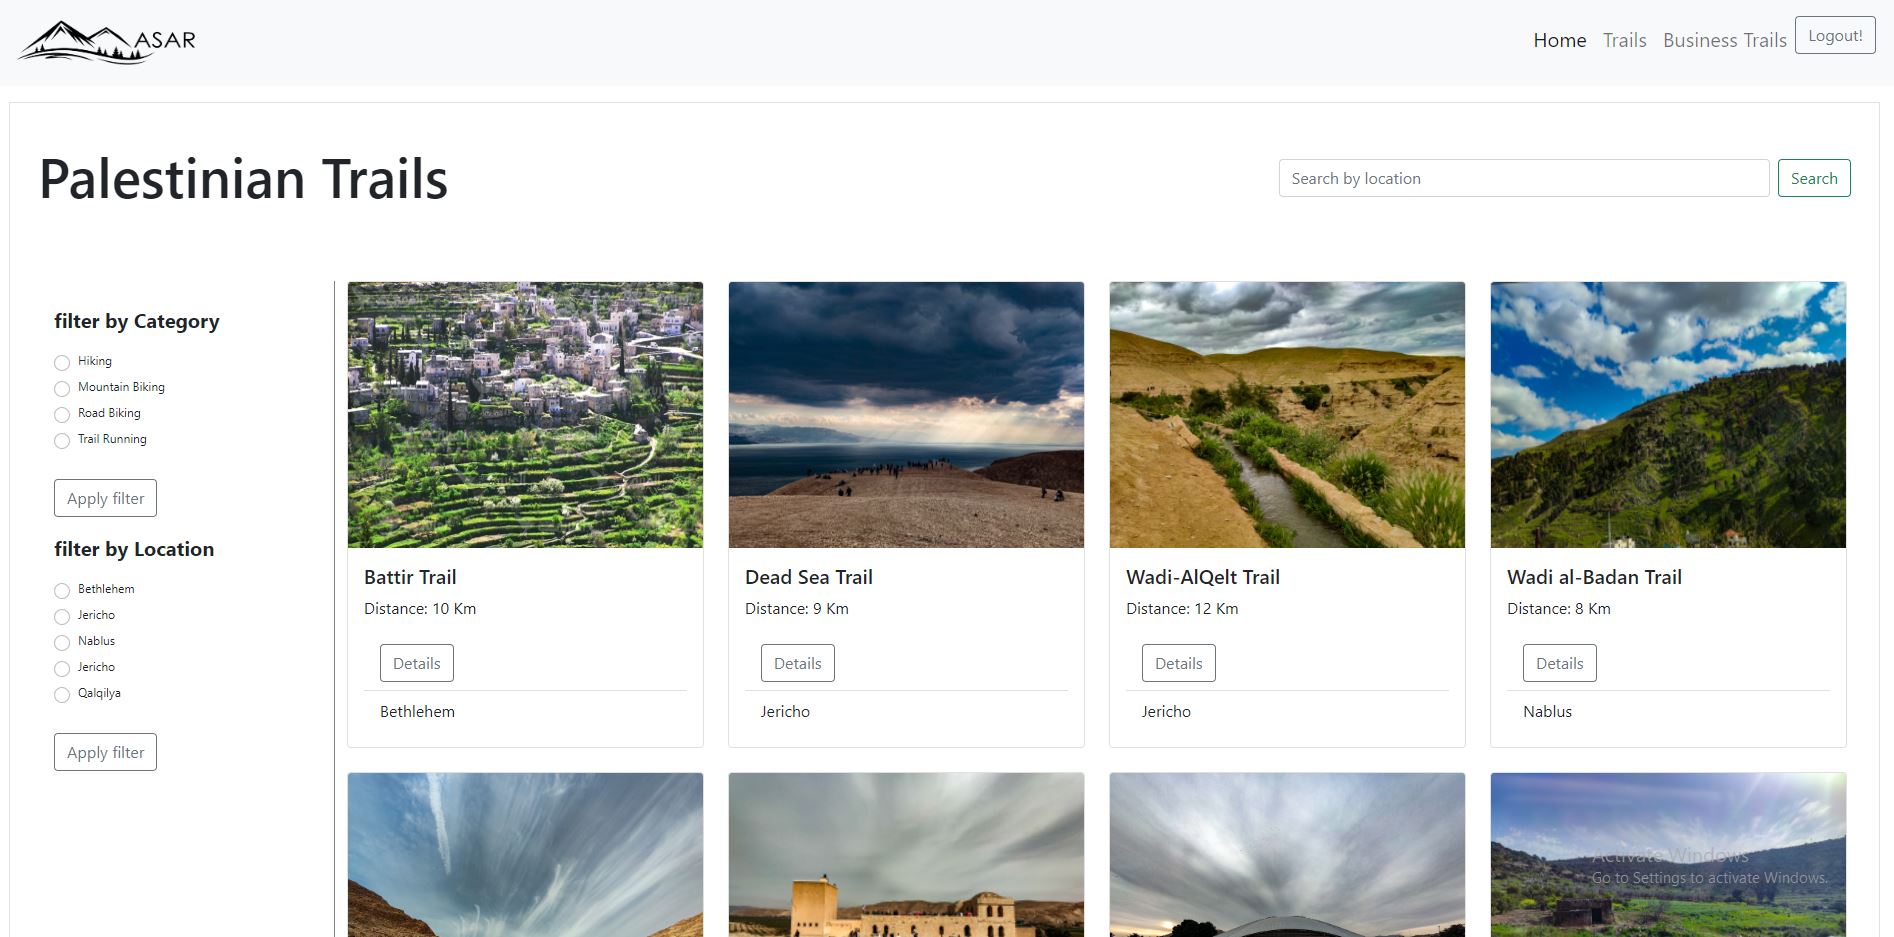 ASAR
Home Trails Business Trails Logout!
Palestinian Trails
Search by location Search
filter by Category
Hiking
Mountain Biking
Road Biking
Trail Running
Apply filter
filter by Location
Bethlehem
Jericho
Nablus
Jericho
Qalqilya
Apply filter
Battir Trail
Distance: 10 Km
Details
Bethlehem
Dead Sea Trail
Distance: 9 Km
Details
Jericho
Wadi-AlQelt Trail
Distance: 12 Km
Details
Jericho
Wadi al-Badan Trail
Distance: 8 Km
Details
Nablus
Activate Windows
Go to Settings to activate Windows.